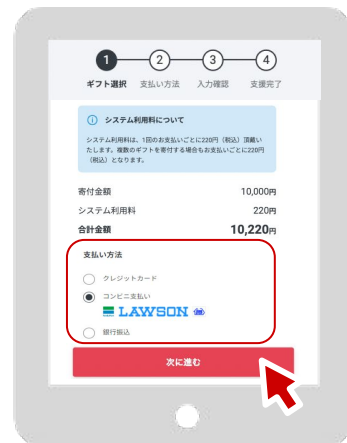 1 2 3 4
ギフト選択 支払い方法 入力確認 支援完了
システム利用料について
システム利用料は、1回のお支払いごとに220円（税込）頂戴い
たします。複数のギフトを寄付する場合もお支払いごとに220円
（税込）となります。
寄付金額 10,000円
システム利用料 220円
合計金額 10,220円
支払い方法
クレジットカード
コンビニ支払い
LAWSON
銀行振込
次に進む